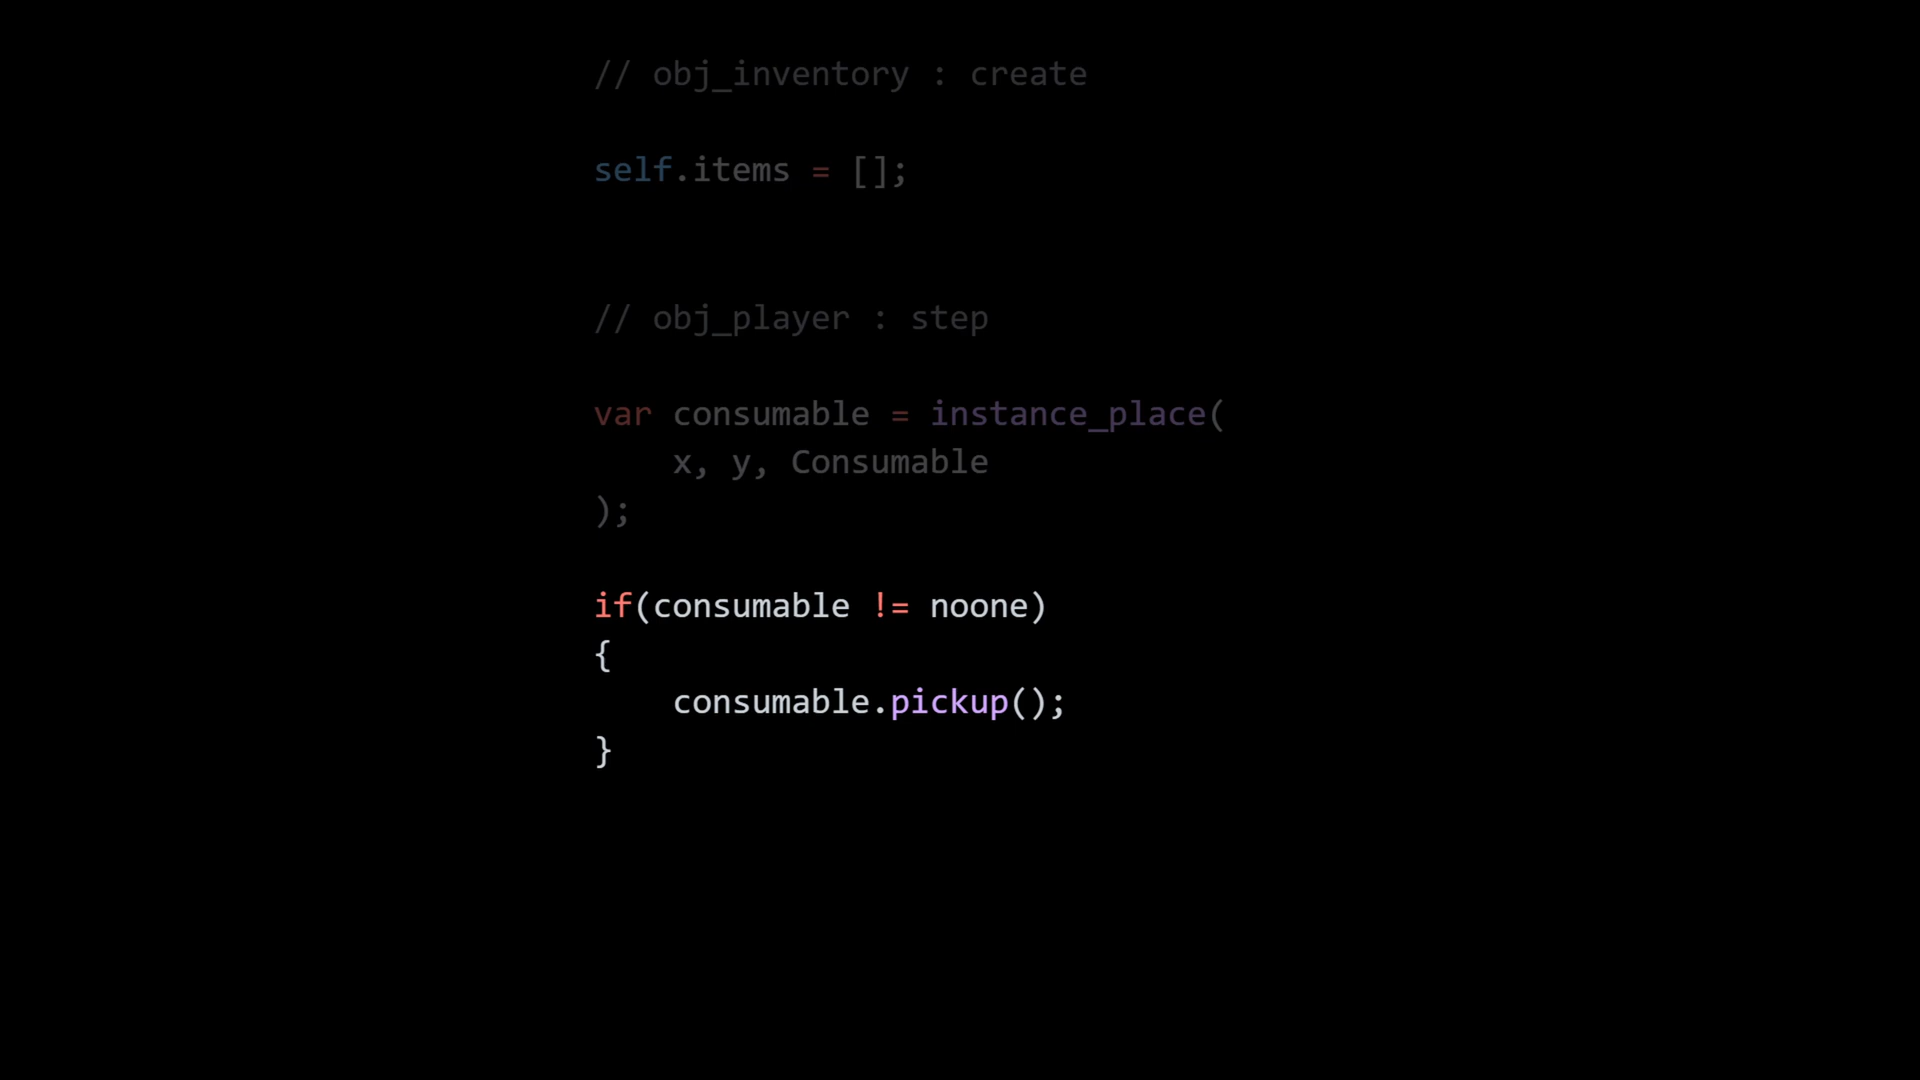 // obj_inventory : create
self.items = [];
// obj_player : step
var consumable = instance_place(
    x, y, Consumable
);
if(consumable != noone)
{
    consumable.pickup();
}